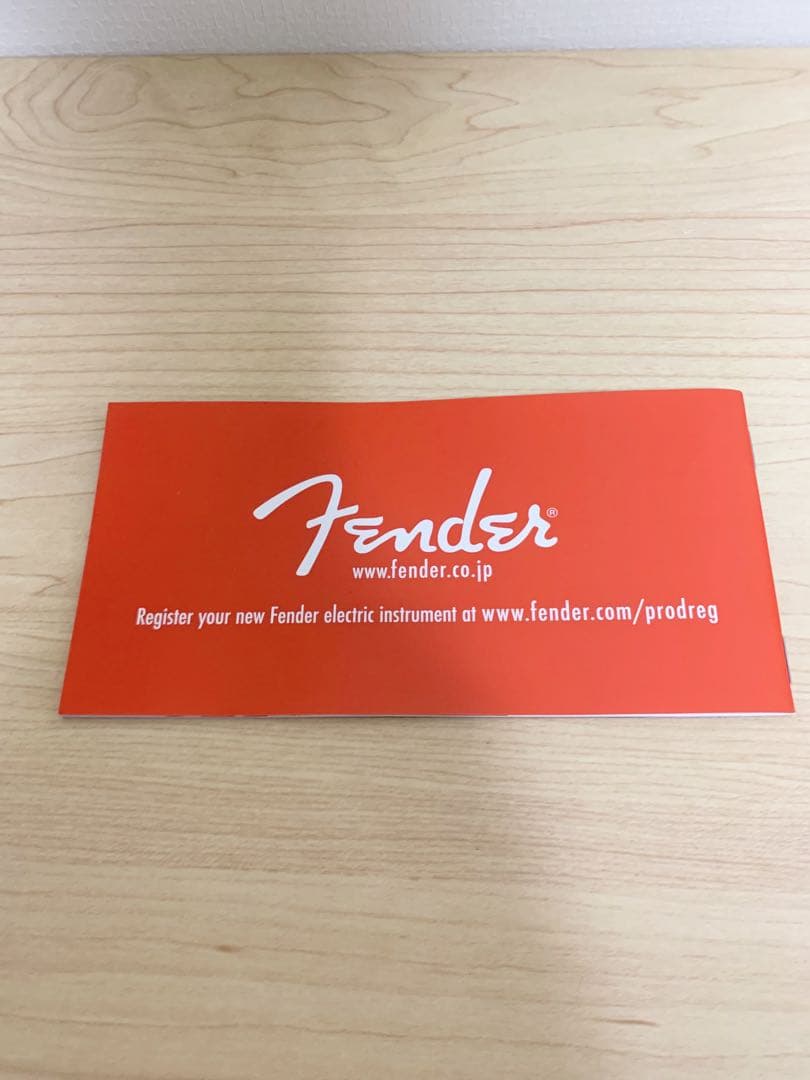 Fender®
www.fender.co.jp
Register your new Fender electric instrument at www.fender.com/prodreg